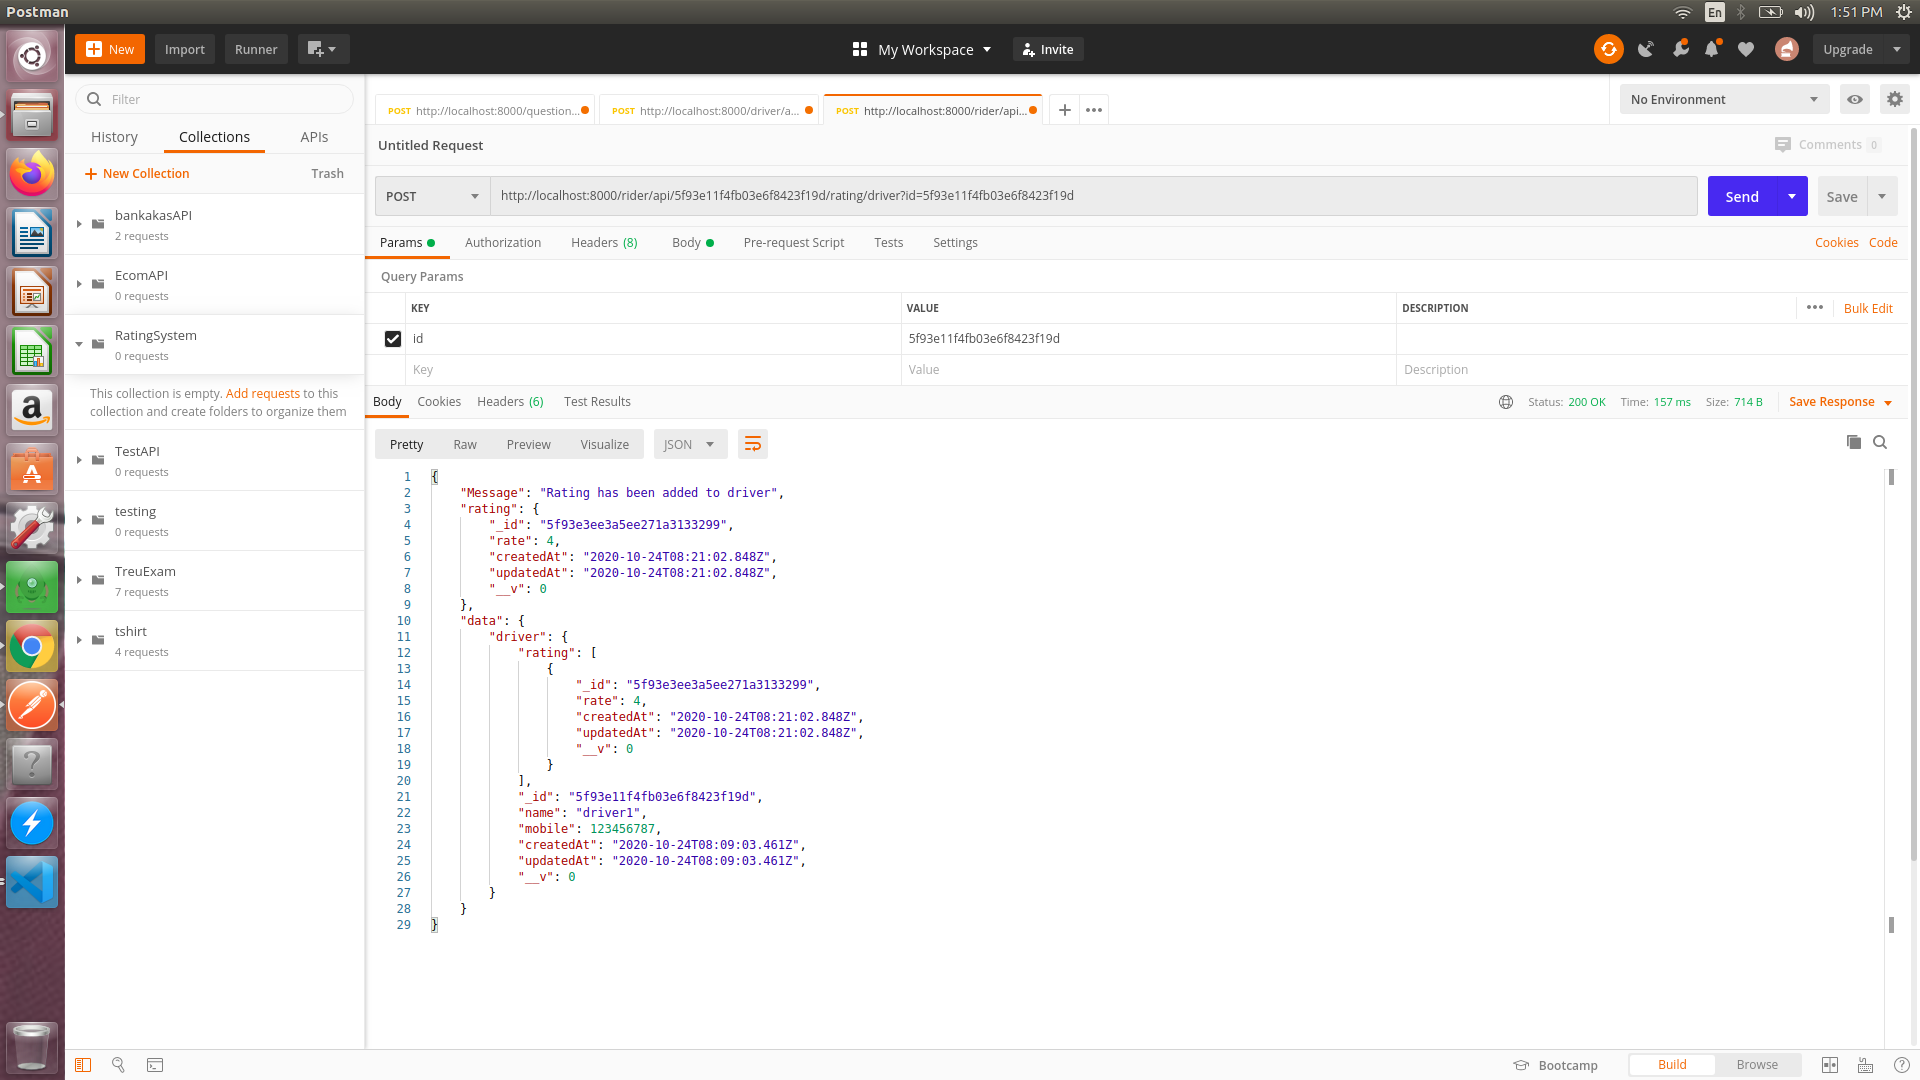 Postman
En
1:51 PM
New
Import
Runner
My Workspace
Invite
Upgrade
Filter
History
Collections
APIs
New Collection
Trash
bankakasAPI
2 requests
EcomAPI
0 requests
RatingSystem
0 requests
This collection is empty. Add requests to this
collection and create folders to organize them
TestAPI
0 requests
testing
0 requests
TreuExam
7 requests
tshirt
4 requests
POST http://localhost:8000/question...
POST http://localhost:8000/driver/a...
POST http://localhost:8000/rider/api...
No Environment
Untitled Request
Comments 0
POST
http://localhost:8000/rider/api/5f93e11f4fb03e6f8423f19d/rating/driver?id=5f93e11f4fb03e6f8423f19d
Send
Save
Params
Authorization
Headers (8)
Body
Pre-request Script
Tests
Settings
Cookies
Code
Query Params
KEY
VALUE
DESCRIPTION
Bulk Edit
id
5f93e11f4fb03e6f8423f19d
Key
Value
Description
Body
Cookies
Headers (6)
Test Results
Status: 200 OK
Time: 157 ms
Size: 714 B
Save Response
Pretty
Raw
Preview
Visualize
JSON
1 {
2 "Message": "Rating has been added to driver",
3 "rating": {
4 "_id": "5f93e3ee3a5ee271a3133299",
5 "rate": 4,
6 "createdAt": "2020-10-24T08:21:02.848Z",
7 "updatedAt": "2020-10-24T08:21:02.848Z",
8 "__v": 0
9 },
10 "data": {
11 "driver": {
12 "rating": [
13 {
14 "_id": "5f93e3ee3a5ee271a3133299",
15 "rate": 4,
16 "createdAt": "2020-10-24T08:21:02.848Z",
17 "updatedAt": "2020-10-24T08:21:02.848Z",
18 "__v": 0
19 }
20 ],
21 "_id": "5f93e11f4fb03e6f8423f19d",
22 "name": "driver1",
23 "mobile": 123456787,
24 "createdAt": "2020-10-24T08:09:03.461Z",
25 "updatedAt": "2020-10-24T08:09:03.461Z",
26 "__v": 0
27 }
28 }
29 }
Bootcamp
Build
Browse